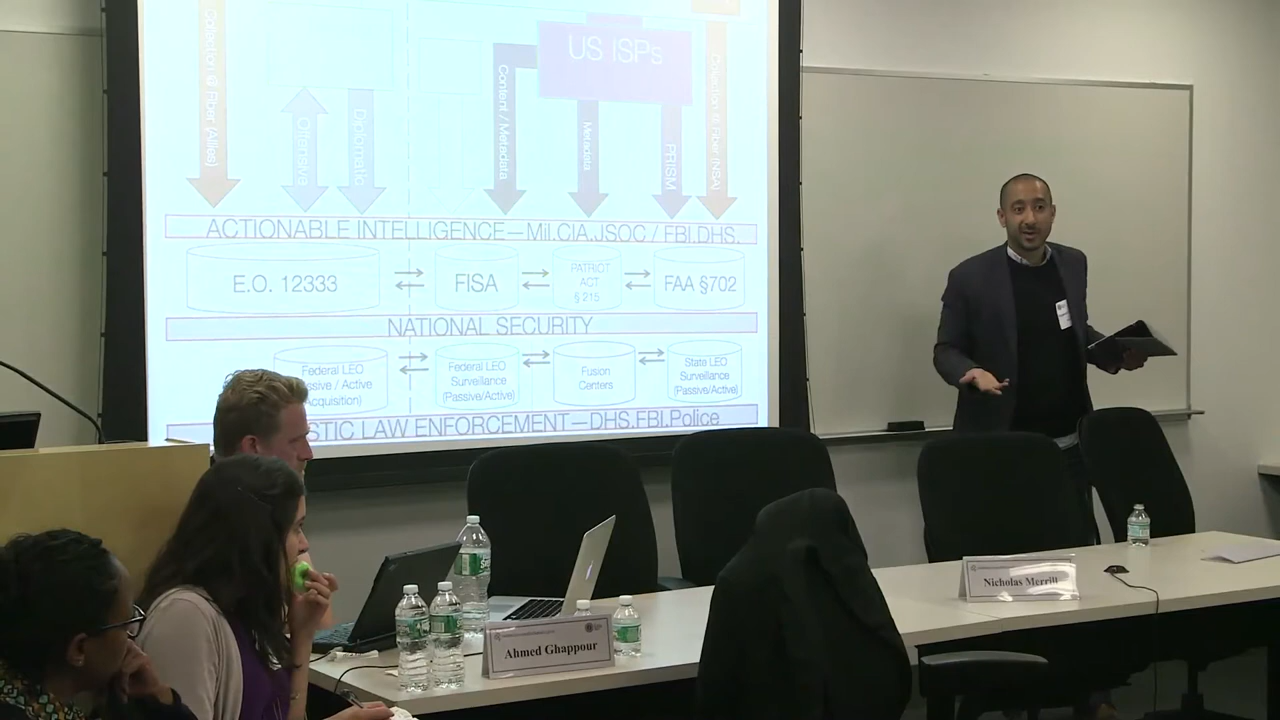 US ISPs
Collection @ Fiber (Allies)
Offensive
Diplomatic
Content / Metadata
Metadata
PRISM
Collection @ Fiber (NSA)
ACTIONABLE INTELLIGENCE—Mil.CIA.JSOC / FBI.DHS.
E.O. 12333
FISA
PATRIOT
ACT
§ 215
FAA §702
NATIONAL SECURITY
Federal LEO
Passive / Active
Acquisition)
Federal LEO
Surveillance
(Passive/Active)
Fusion
Centers
State LEO
Surveillance
(Passive/Active)
STIC LAW ENFORCEMENT—DHS.FBI.Police
Nicholas Merrill
Ahmed Ghappour